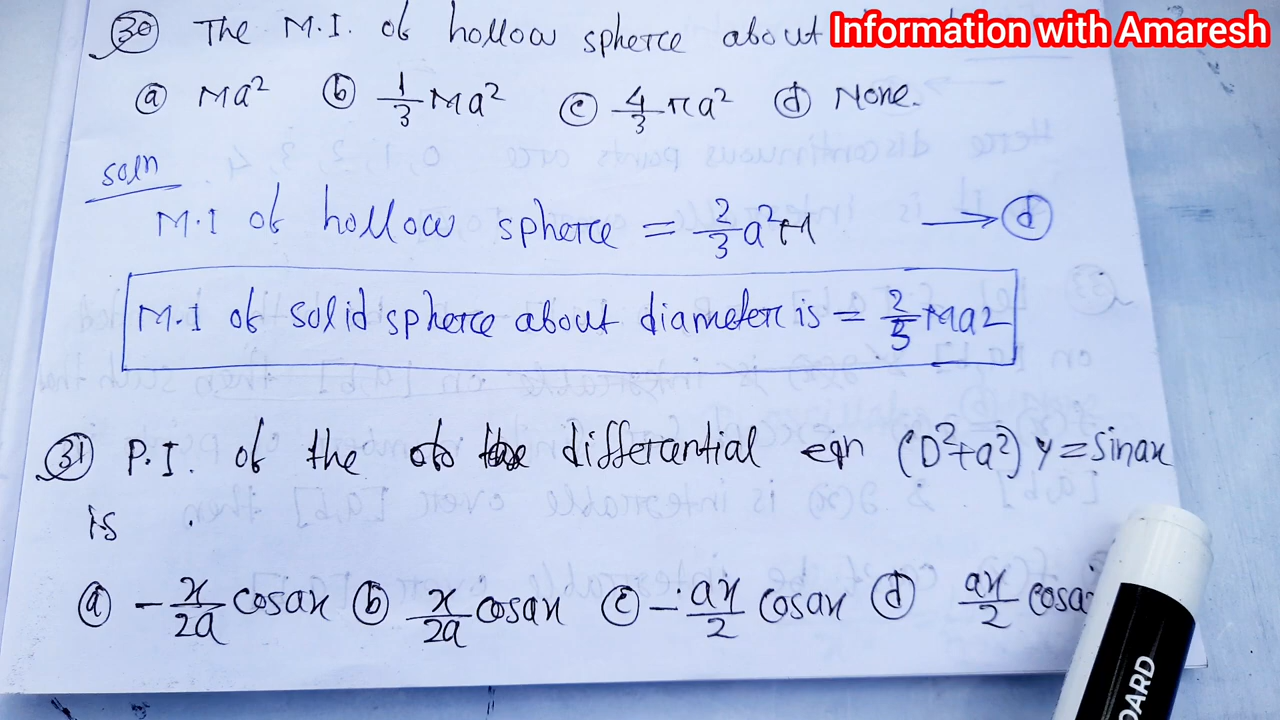 Information with Amaresh
30 The M.I. of hollow sphere about
(a) Ma² (b) 1/3 Ma² (c) 4/3 πa² (d) None.
soln
M.I of hollow sphere = 2/3 a²M → (d)
M.I of solid sphere about diameter is = 2/5 Ma2
31 P.I. of the differential eqn (D²+a²) y = sinax
is
(a) -x/2a cosax (b) x/2a cosax (c) -ax/2 cosax (d) ax/2 cosa
DARD